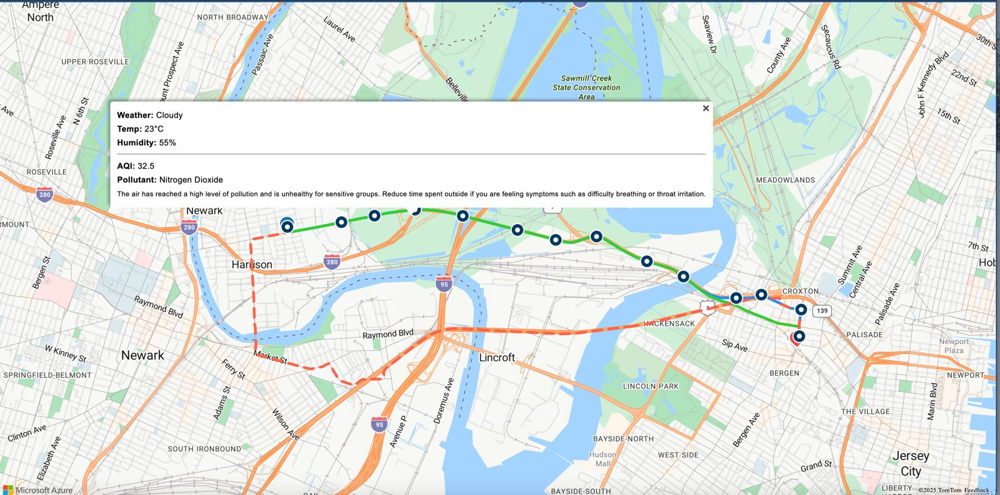 Ampere
North
NORTH BROADWAY
Laurel Ave
Passaic Ave
Seaview Dr
County Ave
Secaucus Rd
30th S
John F Kennedy Blvd
22nd St
15th St
UPPER ROSEVILLE
ount Prospect Ave
N 6th St
Roseville Ave
Ave
Belleville
Sawmill Creek
State Conservation
Area
Weather: Cloudy
Temp: 23°C
Humidity: 55%
AQI: 32.5
Pollutant: Nitrogen Dioxide
The air has reached a high level of pollution and is unhealthy for sensitive groups. Reduce time spent outside if you are feeling symptoms such as difficulty breathing or throat irritation.
×
ROSEVILLE
280
MEADOWLANDS
RMOUNT
Newark
280
Harrison
280
95
7th St
Hob
Summit Ave
Central Ave
Palisade Ave
Bergen St
Raymond Blvd
CROXTON
139
1
HACKENSACK
Raymond Blvd
PALISADE
Sip Ave
Newport
Plaza
W Kinney St
Newark
Market St
Ferry St
Lincroft
SPRINGFIELD-BELMONT
BERGEN
NEWPORT
LINCOLN PARK
Adams St
Wilson Ave
Doremus Ave
Marin Blvd
THE VILLAGE
95
Avenue P
Bergen Ave
Clinton Ave
Elizabeth Ave
SOUTH IRONBOUND
BAYSIDE-NORTH
Hudson
Mall
WEST SIDE
Grand St
Jersey
City
Microsoft Azure
BAYSIDE-SOUTH
LIBERTY
©2025 TomTom Feedback